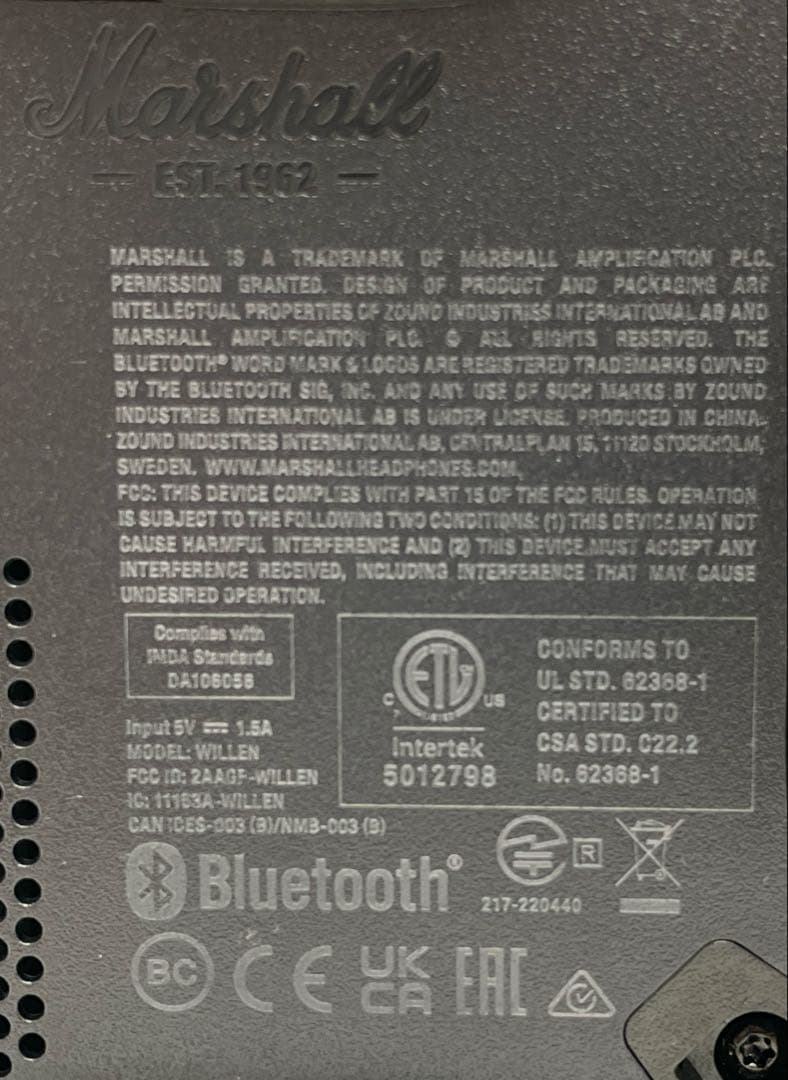 Marshall
EST. 1962
MARSHALL IS A TRADEMARK OF MARSHALL AMPLIFICATION PLC.
PERMISSION GRANTED. DESIGN OF PRODUCT AND PACKAGING ARE
INTELLECTUAL PROPERTIES OF ZOUND INDUSTRIES INTERNATIONAL AB AND
MARSHALL AMPLIFICATION PLC. © ALL RIGHTS RESERVED. THE
BLUETOOTH® WORD MARK & LOGOS ARE REGISTERED TRADEMARKS OWNED
BY THE BLUETOOTH SIG, INC. AND ANY USE OF SUCH MARKS BY ZOUND
INDUSTRIES INTERNATIONAL AB IS UNDER LICENSE. PRODUCED IN CHINA.
ZOUND INDUSTRIES INTERNATIONAL AB, CENTRALPLAN 15, 11120 STOCKHOLM,
SWEDEN. WWW.MARSHALLHEADPHONES.COM.
FCC: THIS DEVICE COMPLIES WITH PART 15 OF THE FCC RULES. OPERATION
IS SUBJECT TO THE FOLLOWING TWO CONDITIONS: (1) THIS DEVICE MAY NOT
CAUSE HARMFUL INTERFERENCE AND (2) THIS DEVICE MUST ACCEPT ANY
INTERFERENCE RECEIVED, INCLUDING INTERFERENCE THAT MAY CAUSE
UNDESIRED OPERATION.
Complies with
IMDA Standards
DA106058
Input 5V ⎓ 1.5A
MODEL: WILLEN
FCC ID: 2AAGF-WILLEN
IC: 11153A-WILLEN
CAN ICES-003 (B)/NMB-003 (B)
C ETL US
Intertek
5012798
CONFORMS TO
UL STD. 62368-1
CERTIFIED TO
CSA STD. C22.2
No. 62368-1
Bluetooth®
R
217-220440
BC CE UK CA EAC